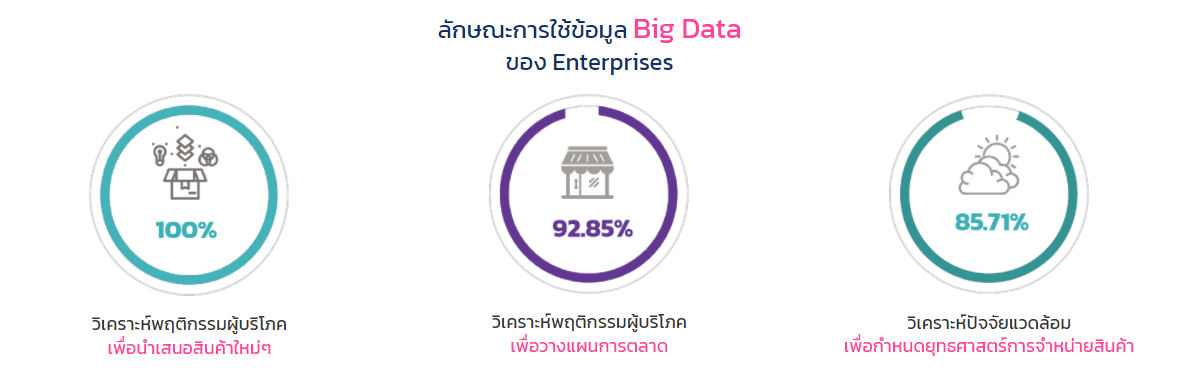 ลักษณะการใช้ข้อมูล Big Data
ของ Enterprises
100%
92.85%
85.71%
วิเคราะห์พฤติกรรมผู้บริโภค
เพื่อนำเสนอสินค้าใหม่ๆ
วิเคราะห์พฤติกรรมผู้บริโภค
เพื่อวางแผนการตลาด
วิเคราะห์ปัจจัยแวดล้อม
เพื่อกำหนดยุทธศาสตร์การจำหน่ายสินค้า